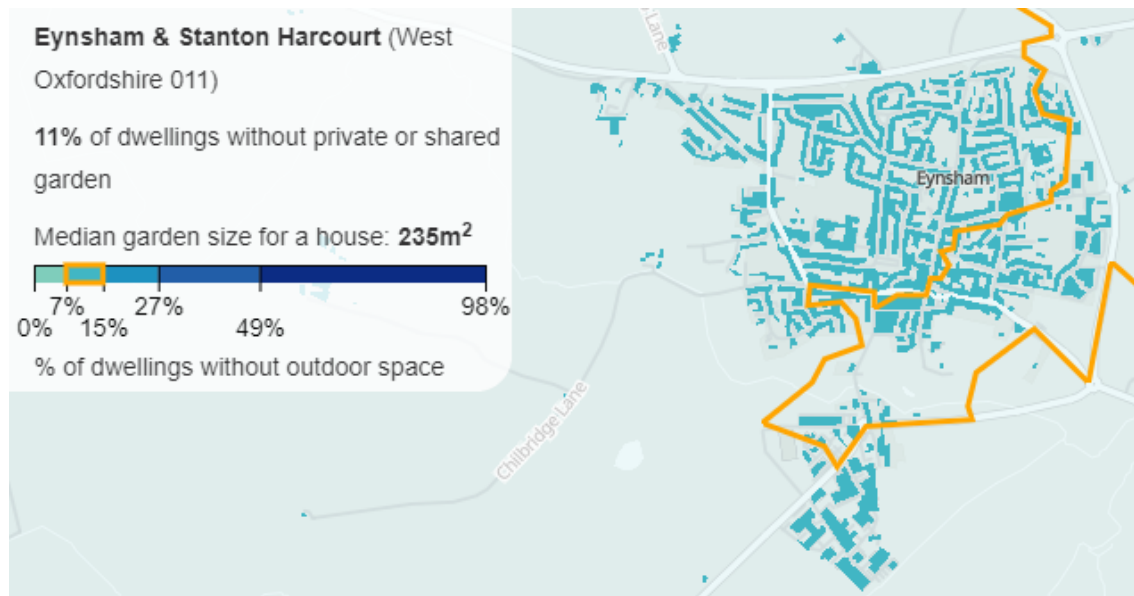 Eynsham & Stanton Harcourt (West
Oxfordshire 011)
11% of dwellings without private or shared
garden
Median garden size for a house: 235m²
7% 27% 98%
0% 15% 49%
% of dwellings without outdoor space
Lane
Eynsham
Chilbridge Lane